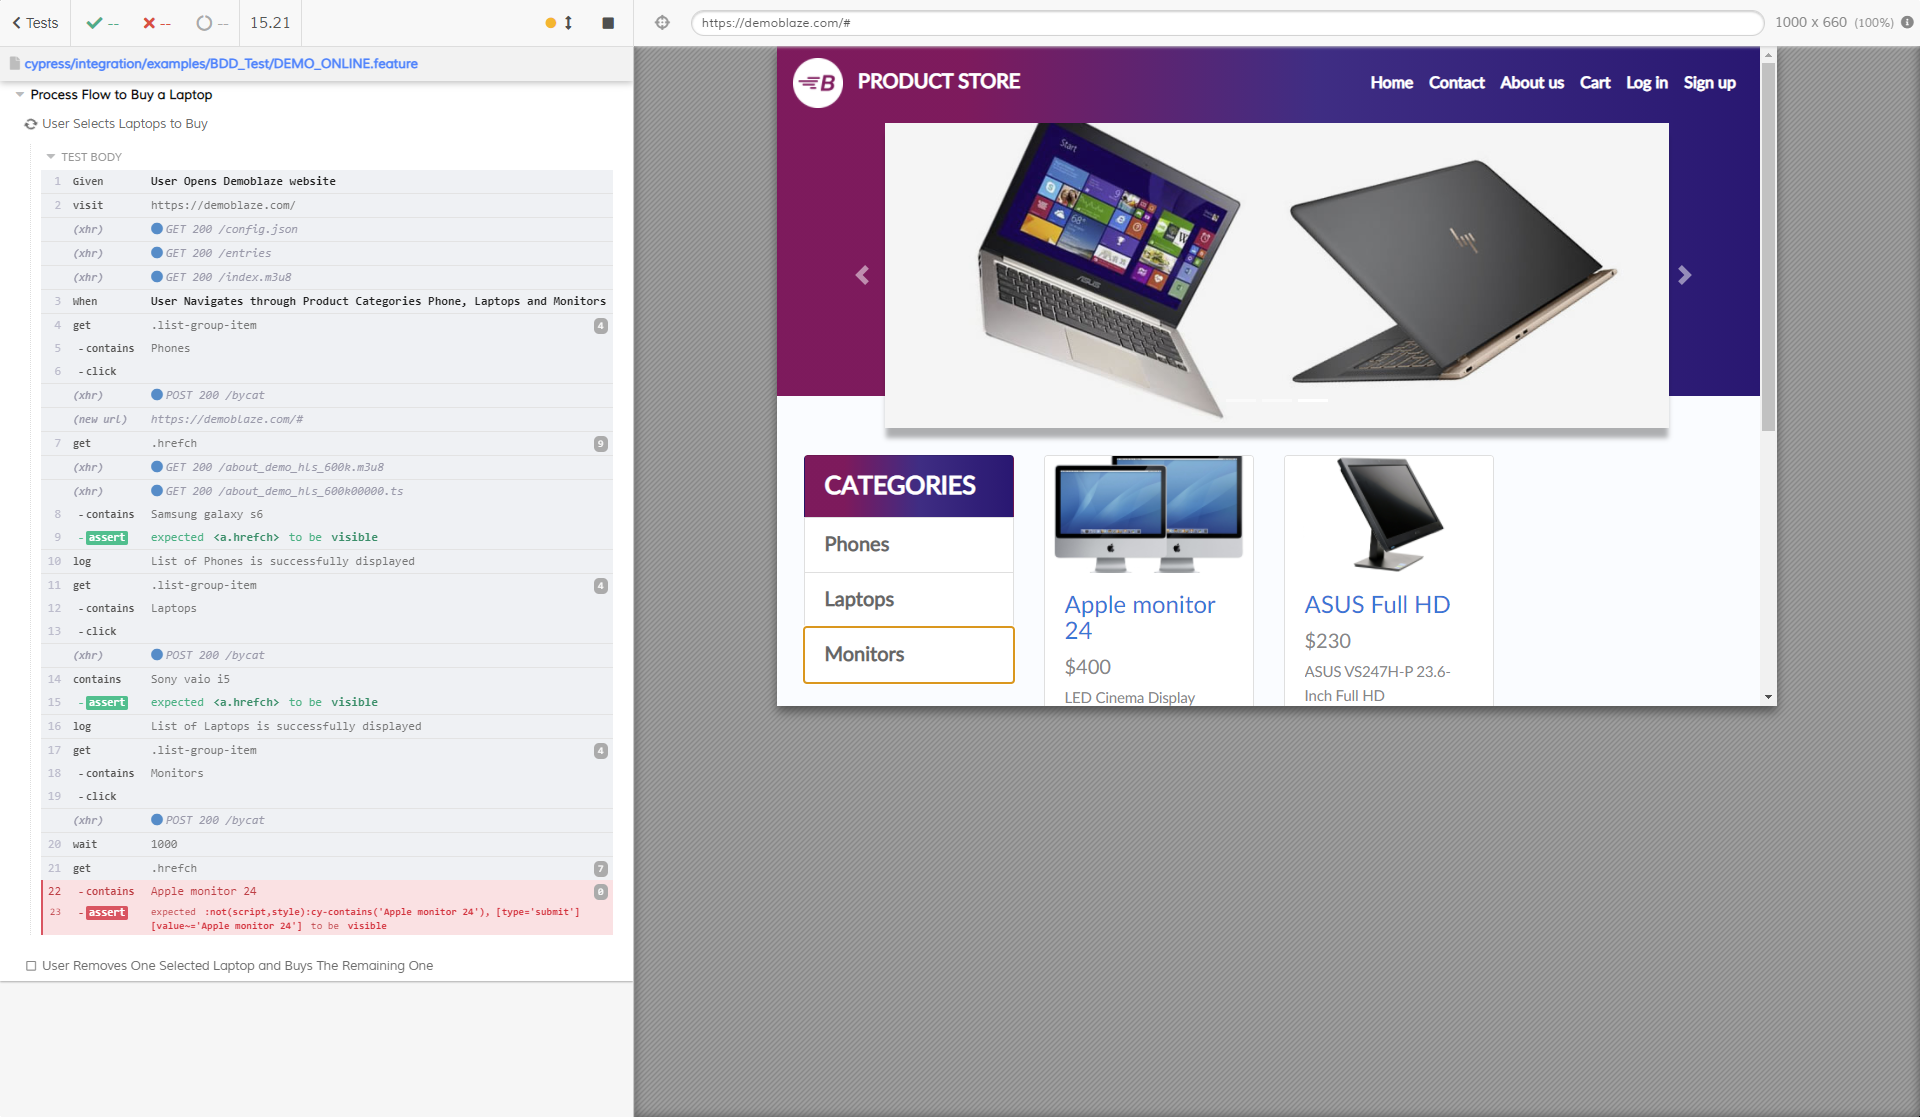 Tests
--
--
--
15.21
https://demoblaze.com/#
1000 x 660 (100%)
cypress/integration/examples/BDD_Test/DEMO_ONLINE.feature
Process Flow to Buy a Laptop
User Selects Laptops to Buy
TEST BODY
1 Given User Opens Demoblaze website
2 visit https://demoblaze.com/
(xhr) GET 200 /config.json
(xhr) GET 200 /entries
(xhr) GET 200 /index.m3u8
3 When User Navigates through Product Categories Phone, Laptops and Monitors
4 get .list-group-item 4
5 -contains Phones
6 -click
(xhr) POST 200 /bycat
(new url) https://demoblaze.com/#
7 get .hrefch 9
(xhr) GET 200 /about_demo_hls_600k.m3u8
(xhr) GET 200 /about_demo_hls_600k00000.ts
8 -contains Samsung galaxy s6
9 -assert expected <a.hrefch> to be visible
10 log List of Phones is successfully displayed
11 get .list-group-item 4
12 -contains Laptops
13 -click
(xhr) POST 200 /bycat
14 contains Sony vaio i5
15 -assert expected <a.hrefch> to be visible
16 log List of Laptops is successfully displayed
17 get .list-group-item 4
18 -contains Monitors
19 -click
(xhr) POST 200 /bycat
20 wait 1000
21 get .hrefch 7
22 -contains Apple monitor 24 0
23 -assert expected :not(script,style):cy-contains('Apple monitor 24'), [type='submit']
[value~='Apple monitor 24'] to be visible
User Removes One Selected Laptop and Buys The Remaining One
B PRODUCT STORE
Home Contact About us Cart Log in Sign up
Start
ASUS
hp
CATEGORIES
Phones
Laptops
Monitors
Apple monitor
24
$400
LED Cinema Display
ASUS Full HD
$230
ASUS VS247H-P 23.6-
Inch Full HD